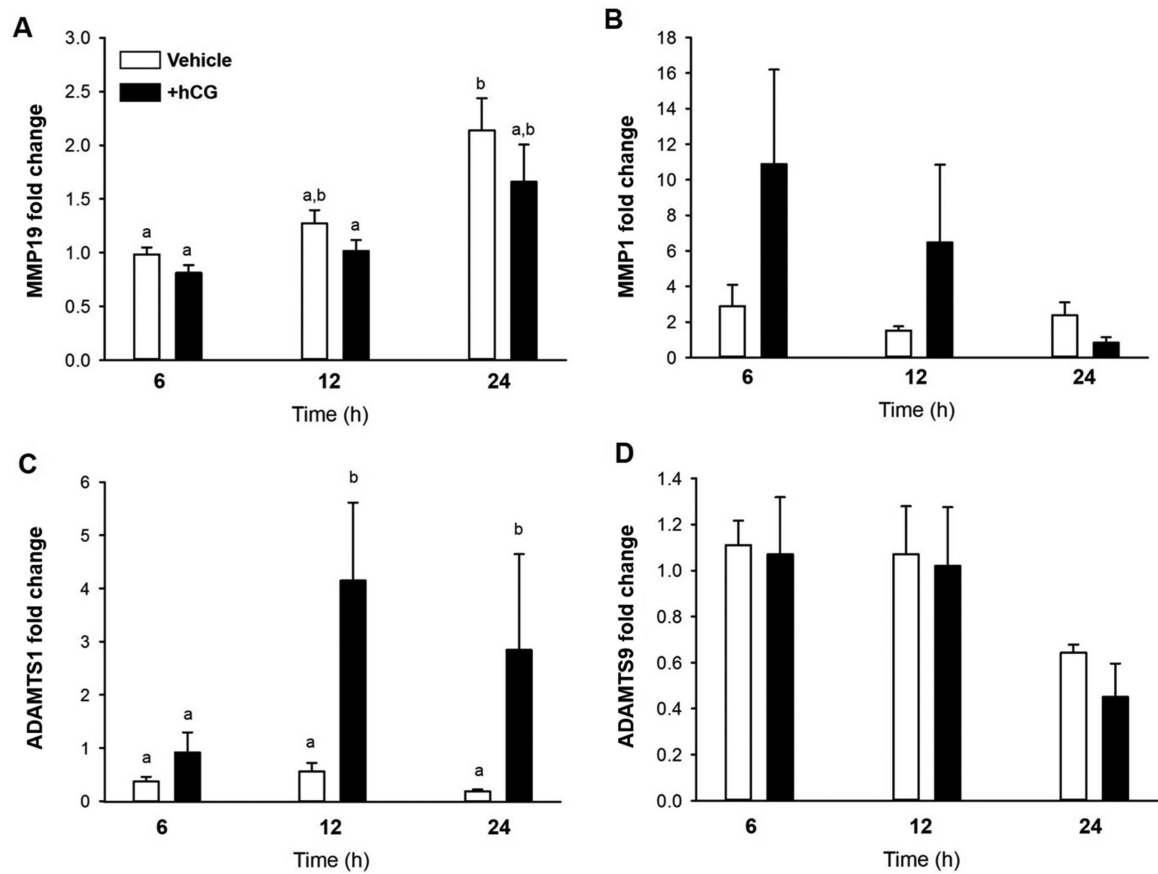 A
MMP19 fold change
3.0
2.5
2.0
1.5
1.0
0.5
0.0
Vehicle
+hCG
a
a
a,b
a
b
a,b
6
12
24
Time (h)
B
MMP1 fold change
18
16
14
12
10
8
6
4
2
0
6
12
24
Time (h)
C
ADAMTS1 fold change
6
5
4
3
2
1
0
a
a
a
b
a
b
6
12
24
Time (h)
D
ADAMTS9 fold change
1.4
1.2
1.0
0.8
0.6
0.4
0.2
0.0
6
12
24
Time (h)